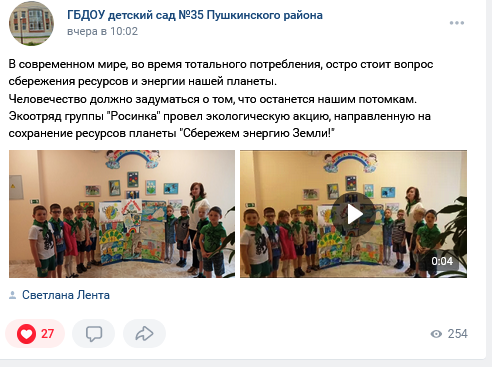 ГБДОУ детский сад №35 Пушкинского района
вчера в 10:02
В современном мире, во время тотального потребления, остро стоит вопрос
сбережения ресурсов и энергии нашей планеты.
Человечество должно задуматься о том, что останется нашим потомкам.
Экоотряд группы "Росинка" провел экологическую акцию, направленную на
сохранение ресурсов планеты "Сбережем энергию Земли!"
0:04
Светлана Лента
27
254